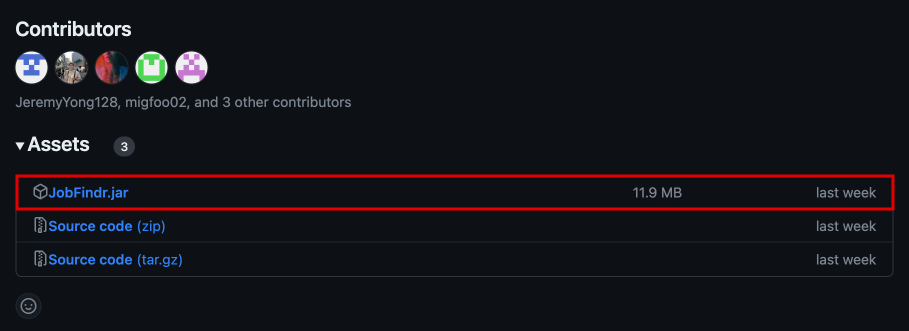 Contributors
JeremyYong128, migfoo02, and 3 other contributors
Assets 3
JobFindr.jar 11.9 MB last week
Source code (zip) last week
Source code (tar.gz) last week